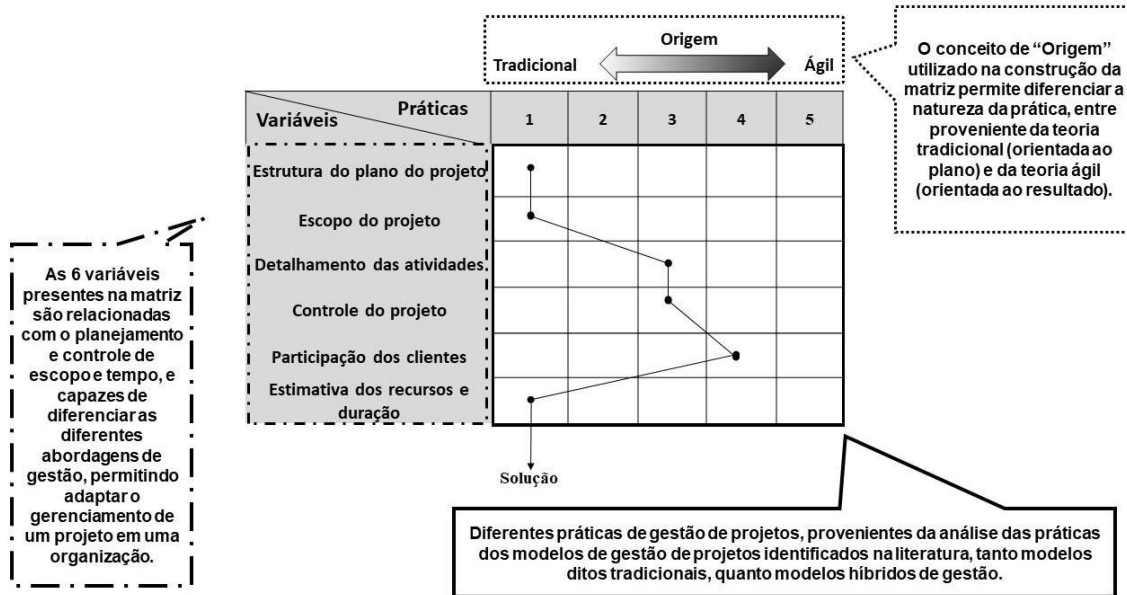 Origem
Tradicional
Ágil
O conceito de “Origem”
utilizado na construção da
matriz permite diferenciar a
natureza da prática, entre
proveniente da teoria
tradicional (orientada ao
plano) e da teoria ágil
(orientada ao resultado).
Práticas
Variáveis
1 2 3 4 5
Estrutura do plano do projeto
Escopo do projeto
Detalhamento das atividades
Controle do projeto
Participação dos clientes
Estimativa dos recursos e
duração
Solução
As 6 variáveis
presentes na matriz
são relacionadas
com o planejamento
e controle de
escopo e tempo, e
capazes de
diferenciar as
diferentes
abordagens de
gestão, permitindo
adaptar o
gerenciamento de
um projeto em uma
organização.
Diferentes práticas de gestão de projetos, provenientes da análise das práticas
dos modelos de gestão de projetos identificados na literatura, tanto modelos
ditos tradicionais, quanto modelos híbridos de gestão.